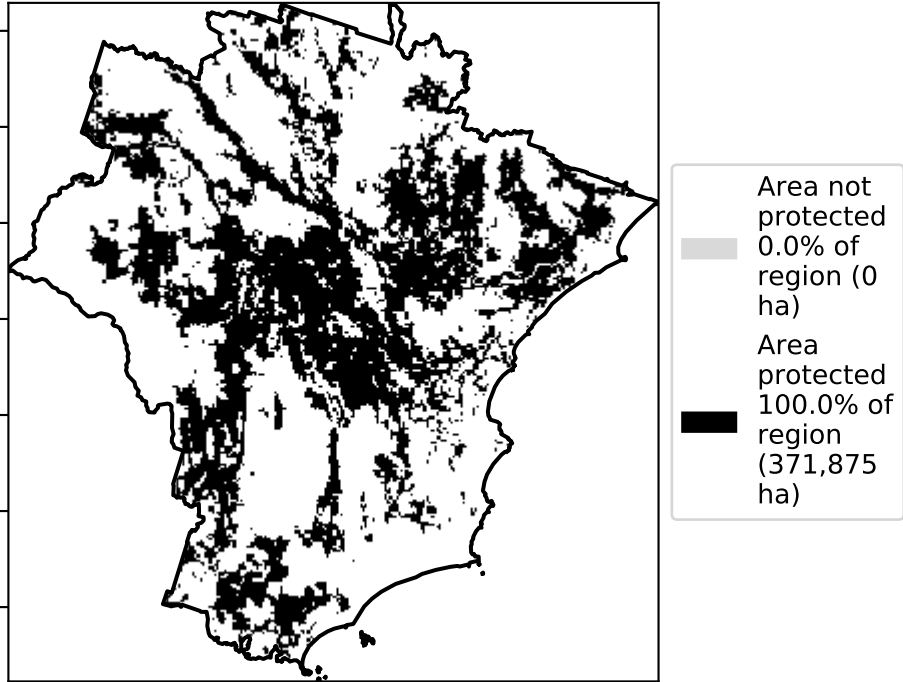 Area not
protected
0.0% of
region (0
ha)
Area
protected
100.0% of
region
(371,875
ha)